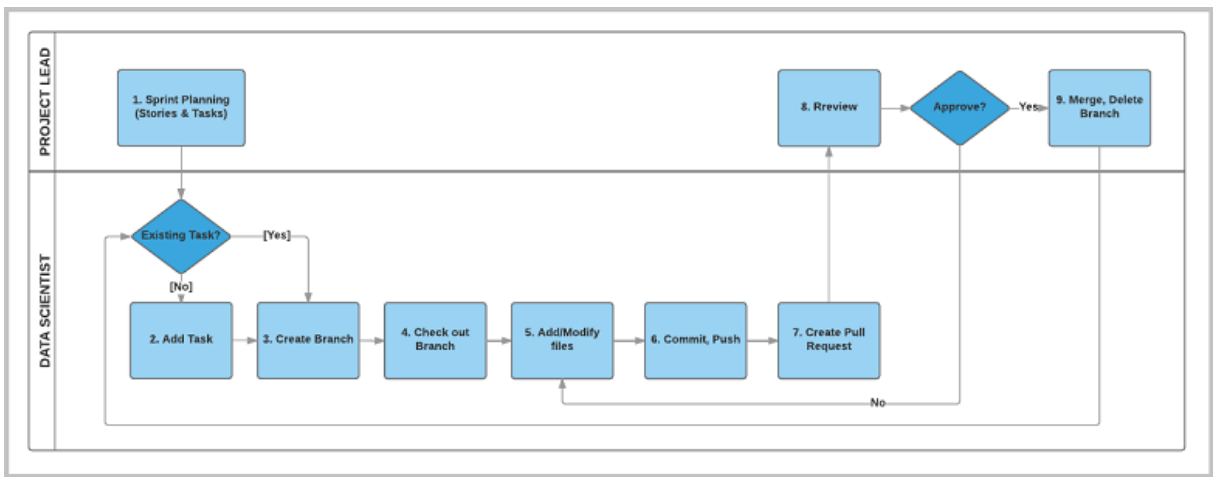 PROJECT LEAD
1. Sprint Planning
(Stories & Tasks)
8. Rreview
Approve?
Yes
9. Merge, Delete
Branch
DATA SCIENTIST
Existing Task?
[Yes]
[No]
2. Add Task
3. Create Branch
4. Check out
Branch
5. Add/Modify
files
6. Commit, Push
7. Create Pull
Request
No